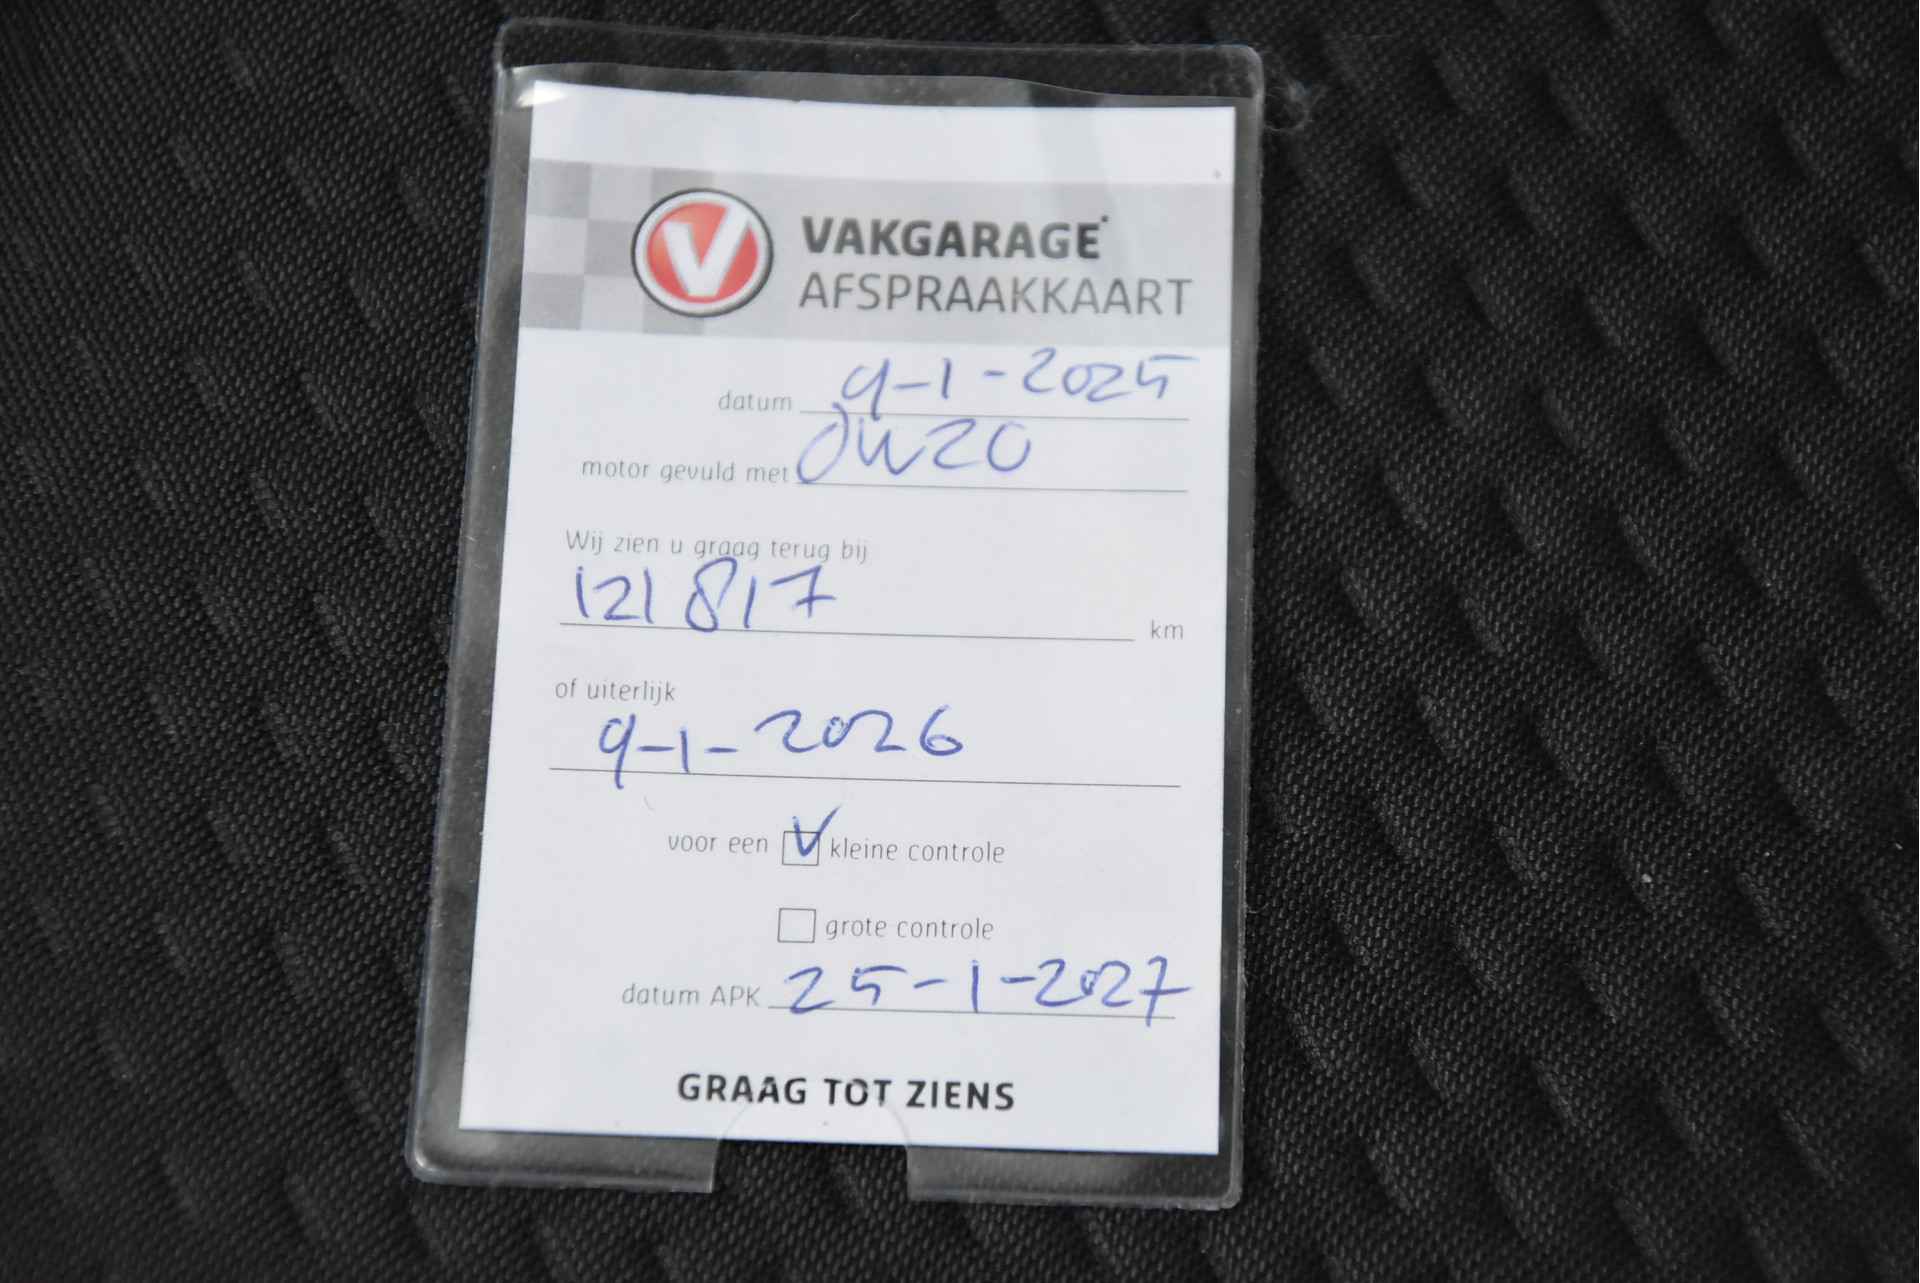 V VAKGARAGE
AFSPRAAKKAART
datum 9-1-2025
motor gevuld met 0W20
Wij zien u graag terug bij
121817 km
of uiterlijk
9-1-2026
voor een V kleine controle
grote controle
datum APK 25-1-2027
GRAAG TOT ZIENS